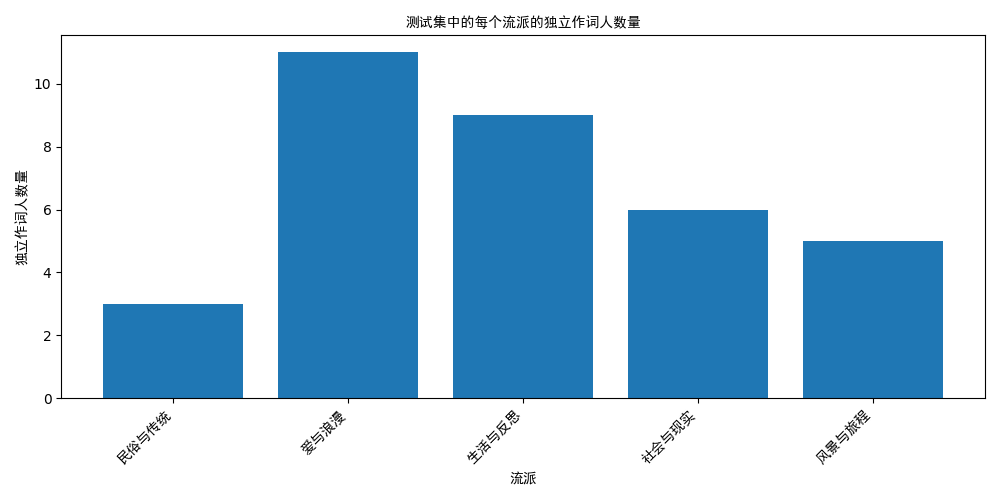 测试集中的每个流派的独立作词人数量
独立作词人数量
10
8
6
4
2
0
民俗与传统
爱与浪漫
生活与反思
社会与现实
风景与旅程
流派